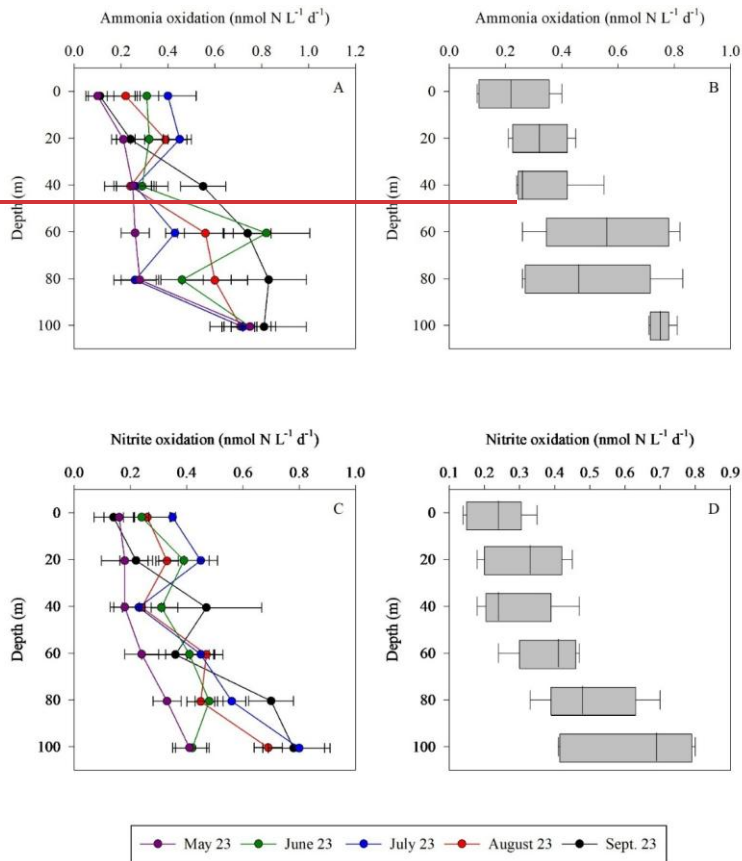 Ammonia oxidation (nmol N L⁻¹ d⁻¹)
0.0 0.2 0.4 0.6 0.8 1.0 1.2
A
Depth (m)
0
20
40
60
80
100
Ammonia oxidation (nmol N L⁻¹ d⁻¹)
0.0 0.2 0.4 0.6 0.8 1.0
B
Depth (m)
0
20
40
60
80
100
Nitrite oxidation (nmol N L⁻¹ d⁻¹)
0.0 0.2 0.4 0.6 0.8 1.0
C
Depth (m)
0
20
40
60
80
100
Nitrite oxidation (nmol N L⁻¹ d⁻¹)
0.1 0.2 0.3 0.4 0.5 0.6 0.7 0.8 0.9
D
Depth (m)
0
20
40
60
80
100
May 23 June 23 July 23 August 23 Sept. 23